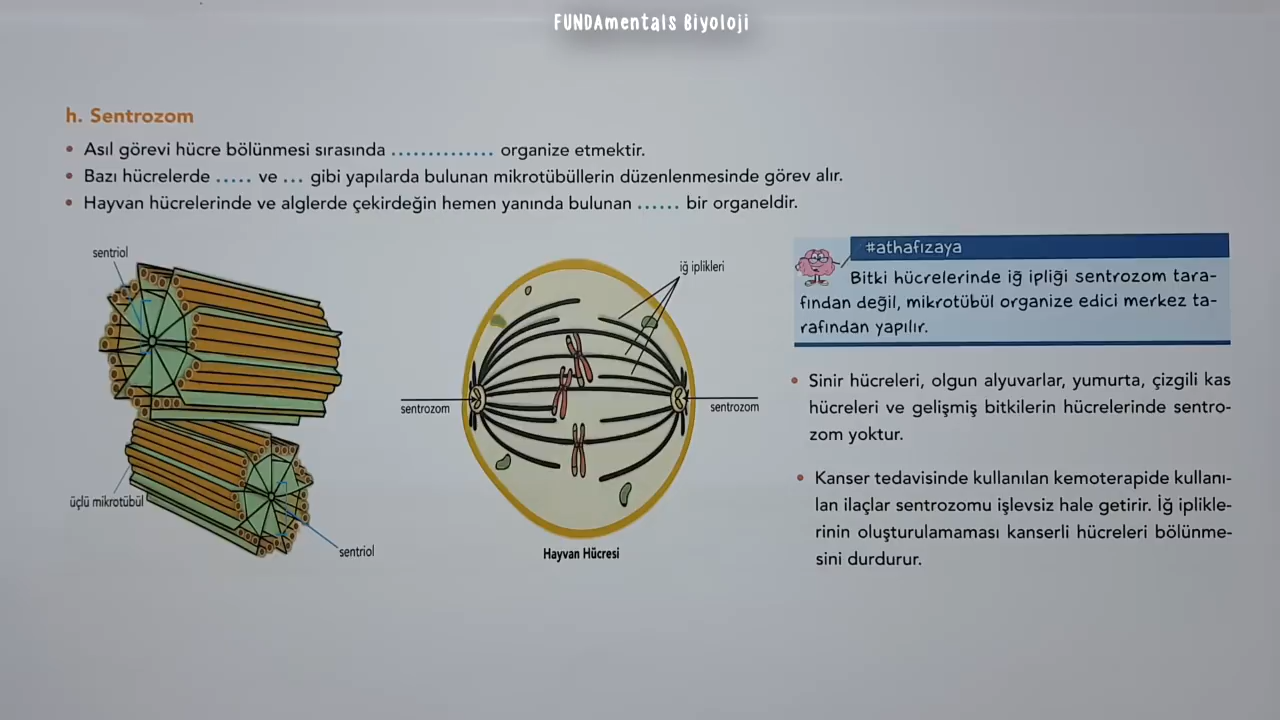 FUNDAmentals Biyoloji
h. Sentrozom
• Asıl görevi hücre bölünmesi sırasında .............. organize etmektir.
• Bazı hücrelerde ..... ve ... gibi yapılarda bulunan mikrotübüllerin düzenlenmesinde görev alır.
• Hayvan hücrelerinde ve alglerde çekirdeğin hemen yanında bulunan ...... bir organeldir.
sentriol
üçlü mikrotübül
sentriol
iğ iplikleri
sentrozom
sentrozom
Hayvan Hücresi
#athafızaya
Bitki hücrelerinde iğ ipliği sentrozom tara-
fından değil, mikrotübül organize edici merkez ta-
rafından yapılır.
• Sinir hücreleri, olgun alyuvarlar, yumurta, çizgili kas
hücreleri ve gelişmiş bitkilerin hücrelerinde sentro-
zom yoktur.
• Kanser tedavisinde kullanılan kemoterapide kullanı-
lan ilaçlar sentrozomu işlevsiz hale getirir. İğ iplikle-
rinin oluşturulamaması kanserli hücreleri bölünme-
sini durdurur.